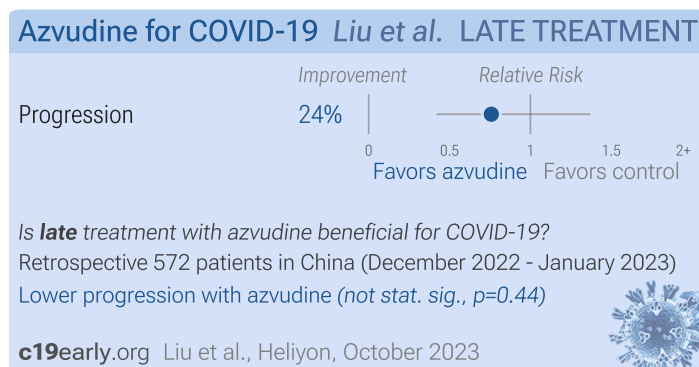 Azvudine for COVID-19 Liu et al. LATE TREATMENT
Improvement Relative Risk
Progression 24%
0 0.5 1 1.5 2+
Favors azvudine Favors control
Is late treatment with azvudine beneficial for COVID-19?
Retrospective 572 patients in China (December 2022 - January 2023)
Lower progression with azvudine (not stat. sig., p=0.44)
c19early.org Liu et al., Heliyon, October 2023